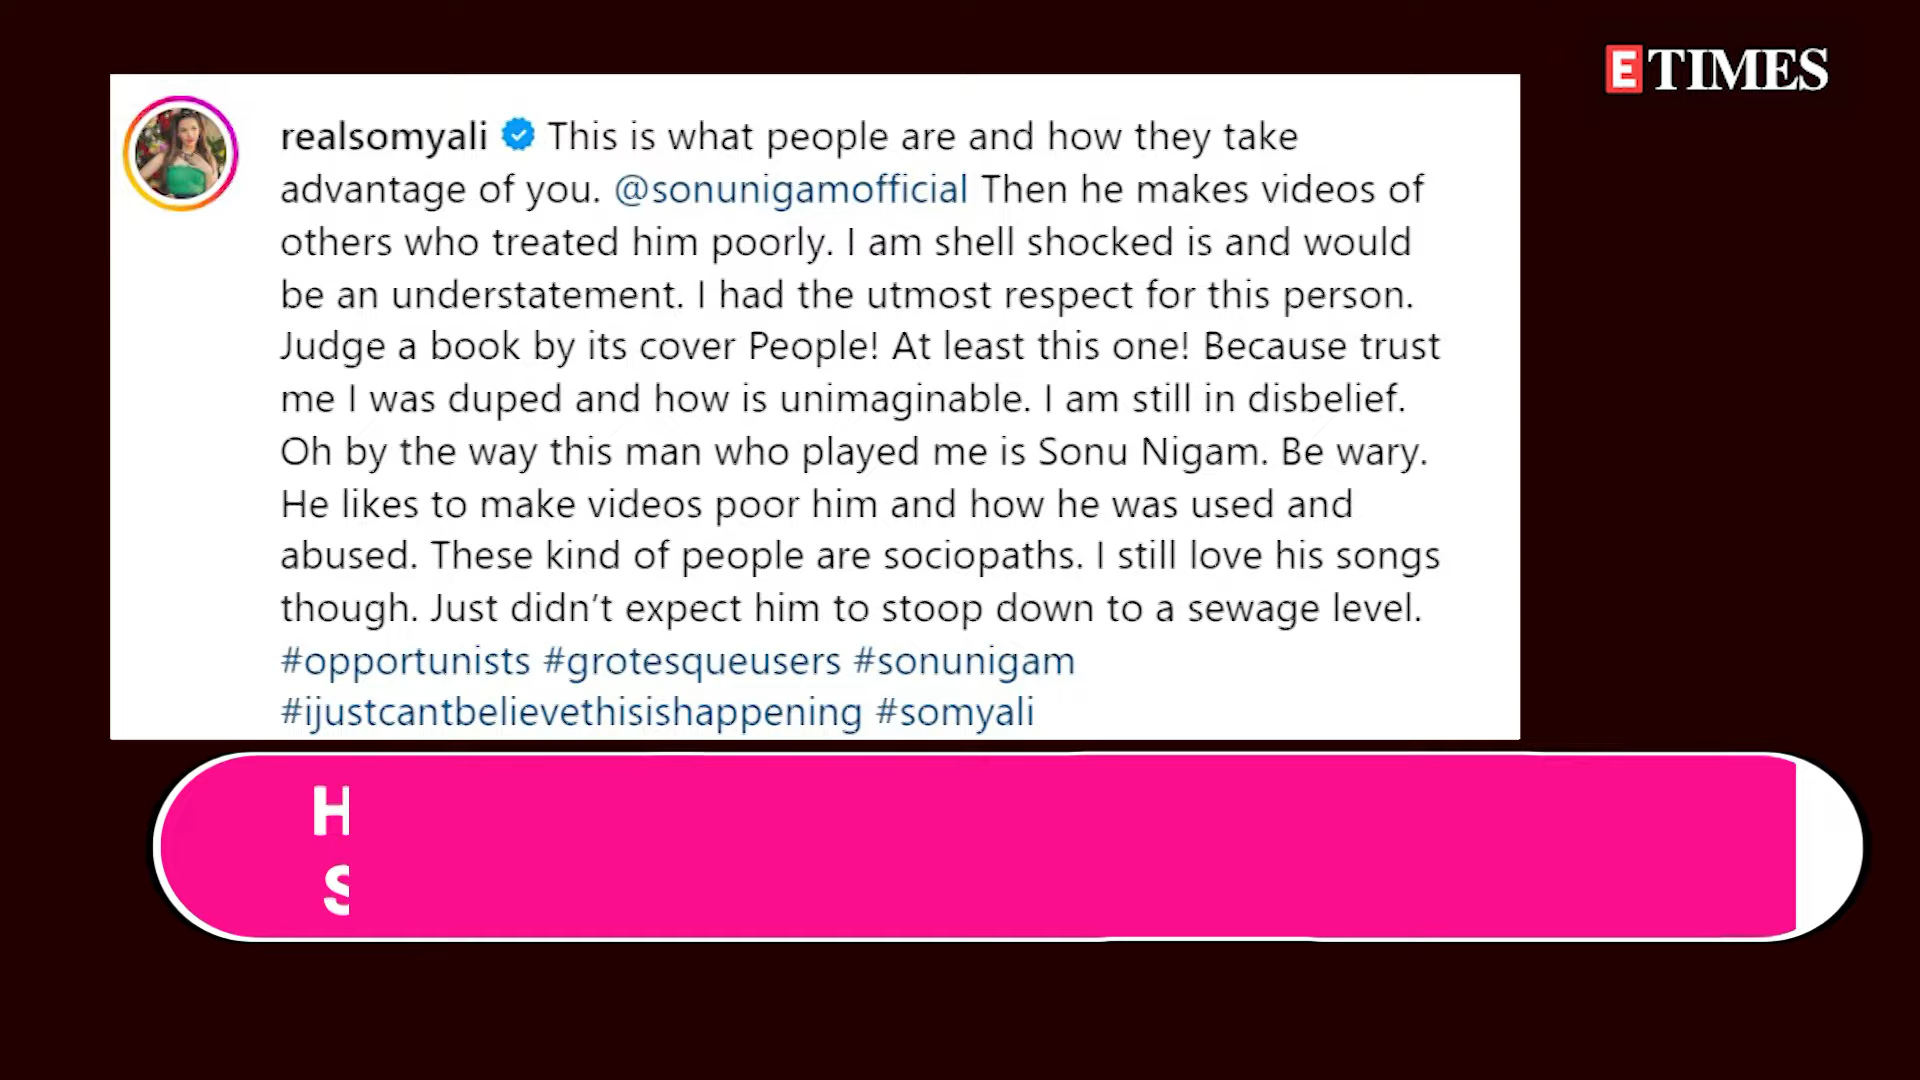 ETIMES
realsomyali This is what people are and how they take
advantage of you. @sonunigamofficial Then he makes videos of
others who treated him poorly. I am shell shocked is and would
be an understatement. I had the utmost respect for this person.
Judge a book by its cover People! At least this one! Because trust
me I was duped and how is unimaginable. I am still in disbelief.
Oh by the way this man who played me is Sonu Nigam. Be wary.
He likes to make videos poor him and how he was used and
abused. These kind of people are sociopaths. I still love his songs
though. Just didn’t expect him to stoop down to a sewage level.
#opportunists #grotesqueusers #sonunigam
#ijustcantbelievethisishappening #somyali
H
S